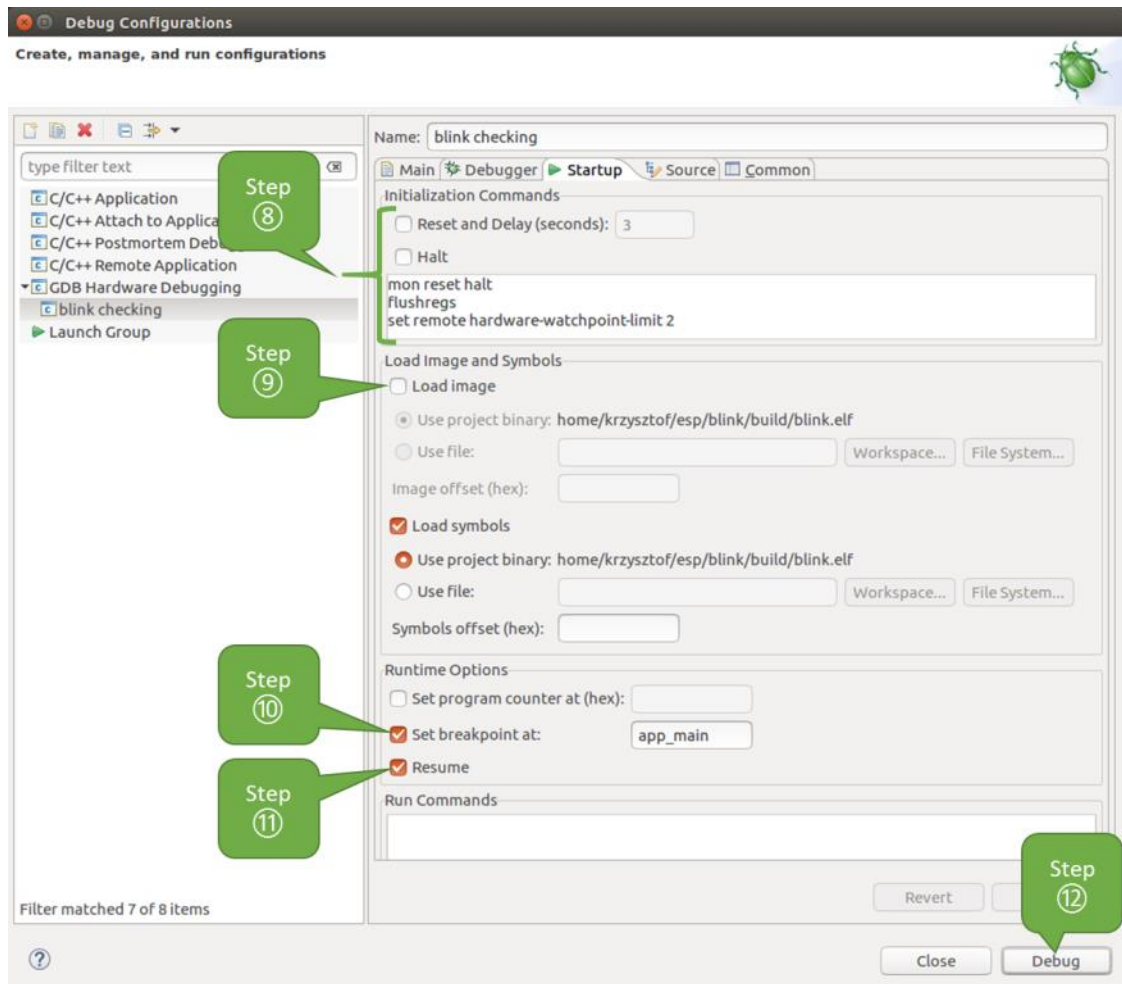 Debug Configurations
Create, manage, and run configurations
type filter text
C/C++ Application
C/C++ Attach to Applica
C/C++ Postmortem Debu
C/C++ Remote Application
GDB Hardware Debugging
blink checking
Launch Group
Filter matched 7 of 8 items
Name: blink checking
Main Debugger Startup Source Common
Initialization Commands
Reset and Delay (seconds): 3
Halt
mon reset halt
flushregs
set remote hardware-watchpoint-limit 2
Load Image and Symbols
Load image
Use project binary: home/krzysztof/esp/blink/build/blink.elf
Use file: Workspace... File System...
Image offset (hex):
Load symbols
Use project binary: home/krzysztof/esp/blink/build/blink.elf
Use file: Workspace... File System...
Symbols offset (hex):
Runtime Options
Set program counter at (hex):
Set breakpoint at: app_main
Resume
Run Commands
Revert
Close Debug
Step
⑧
Step
⑨
Step
⑩
Step
⑪
Step
⑫